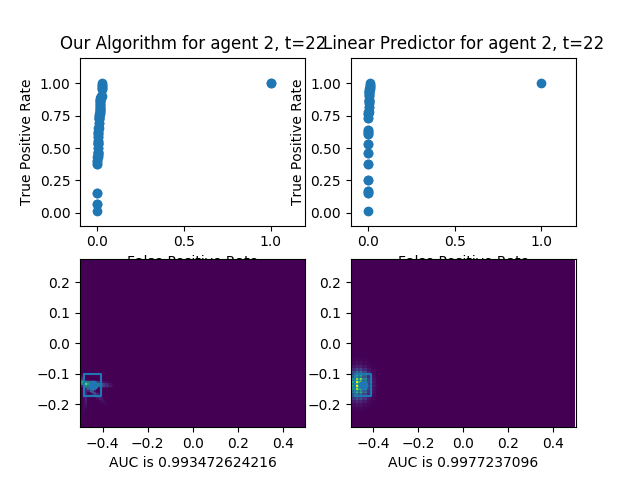 Our Algorithm for agent 2, t=22
Linear Predictor for agent 2, t=22
True Positive Rate
1.00
0.75
0.50
0.25
0.00
0.0 0.5 1.0
False Positive Rate
True Positive Rate
1.00
0.75
0.50
0.25
0.00
0.0 0.5 1.0
False Positive Rate
0.2
0.1
0.0
−0.1
−0.2
−0.4 −0.2 0.0 0.2 0.4
AUC is 0.993472624216
0.2
0.1
0.0
−0.1
−0.2
−0.4 −0.2 0.0 0.2 0.4
AUC is 0.9977237096